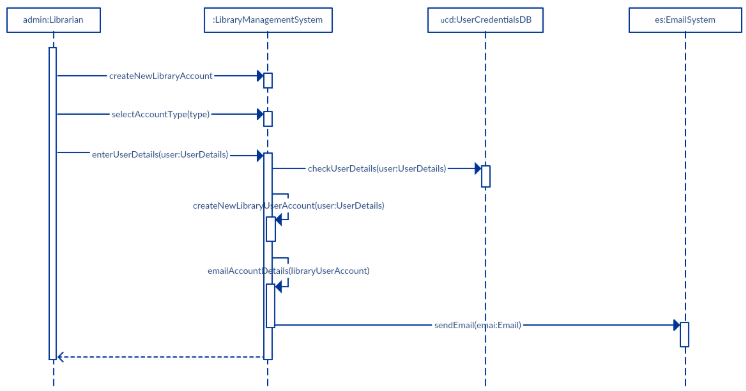 admin:Librarian
:LibraryManagementSystem
ucd:UserCredentialsDB
es:EmailSystem
createNewLibraryAccount
selectAccountType(type)
enterUserDetails(user:UserDetails)
checkUserDetails(user:UserDetails)
createNewLibraryUserAccount(user:UserDetails)
emailAccountDetails(libraryUserAccount)
sendEmail(emai:Email)